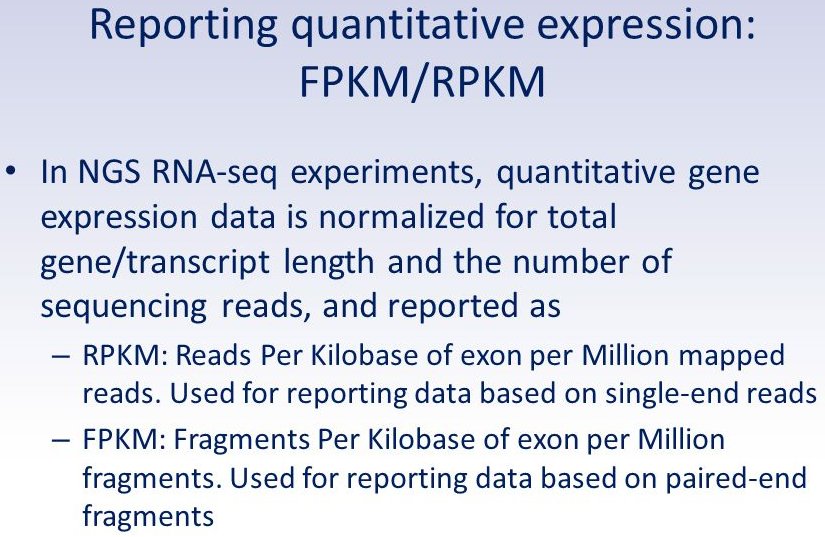 Reporting quantitative expression:
FPKM/RPKM
• In NGS RNA-seq experiments, quantitative gene
expression data is normalized for total
gene/transcript length and the number of
sequencing reads, and reported as
– RPKM: Reads Per Kilobase of exon per Million mapped
reads. Used for reporting data based on single-end reads
– FPKM: Fragments Per Kilobase of exon per Million
fragments. Used for reporting data based on paired-end
fragments